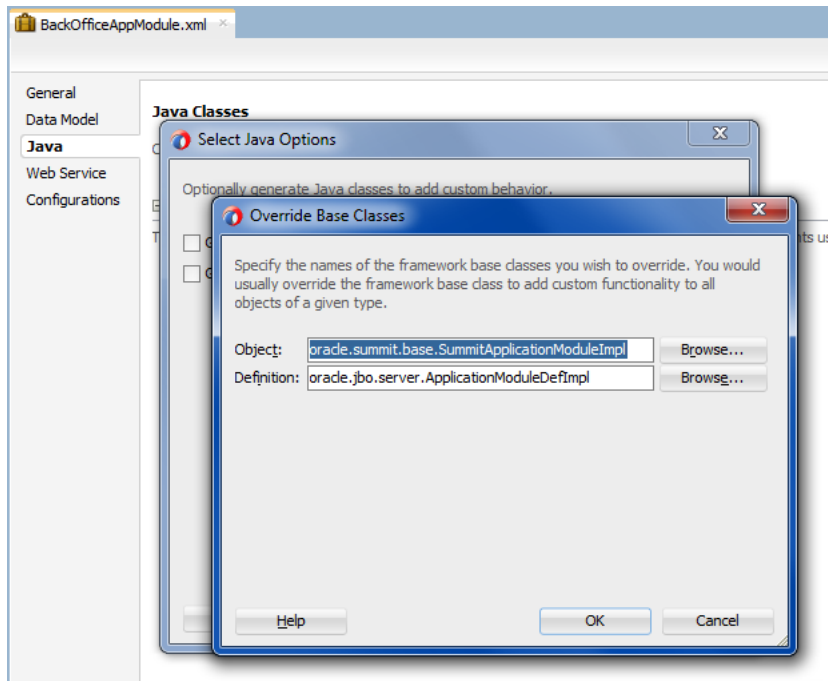 BackOfficeAppModule.xml
General
Data Model
Java
Web Service
Configurations
Java Classes
Select Java Options
Optionally generate Java classes to add custom behavior.
Override Base Classes
Specify the names of the framework base classes you wish to override. You would
usually override the framework base class to add custom functionality to all
objects of a given type.
Object: oracle.summit.base.SummitApplicationModuleImpl Browse...
Definition: oracle.jbo.server.ApplicationModuleDefImpl Browse...
Help OK Cancel